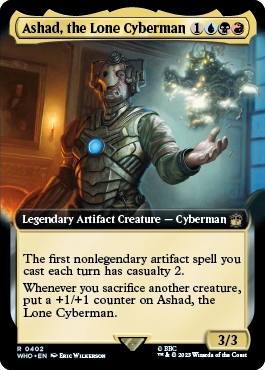 Ashad, the Lone Cyberman 1
Legendary Artifact Creature — Cyberman
The first nonlegendary artifact spell you
cast each turn has casualty 2.
Whenever you sacrifice another creature,
put a +1/+1 counter on Ashad, the
Lone Cyberman.
3/3
R 0402
WHO • EN Eric Wilkerson
© BBC
™ & © 2023 Wizards of the Coast